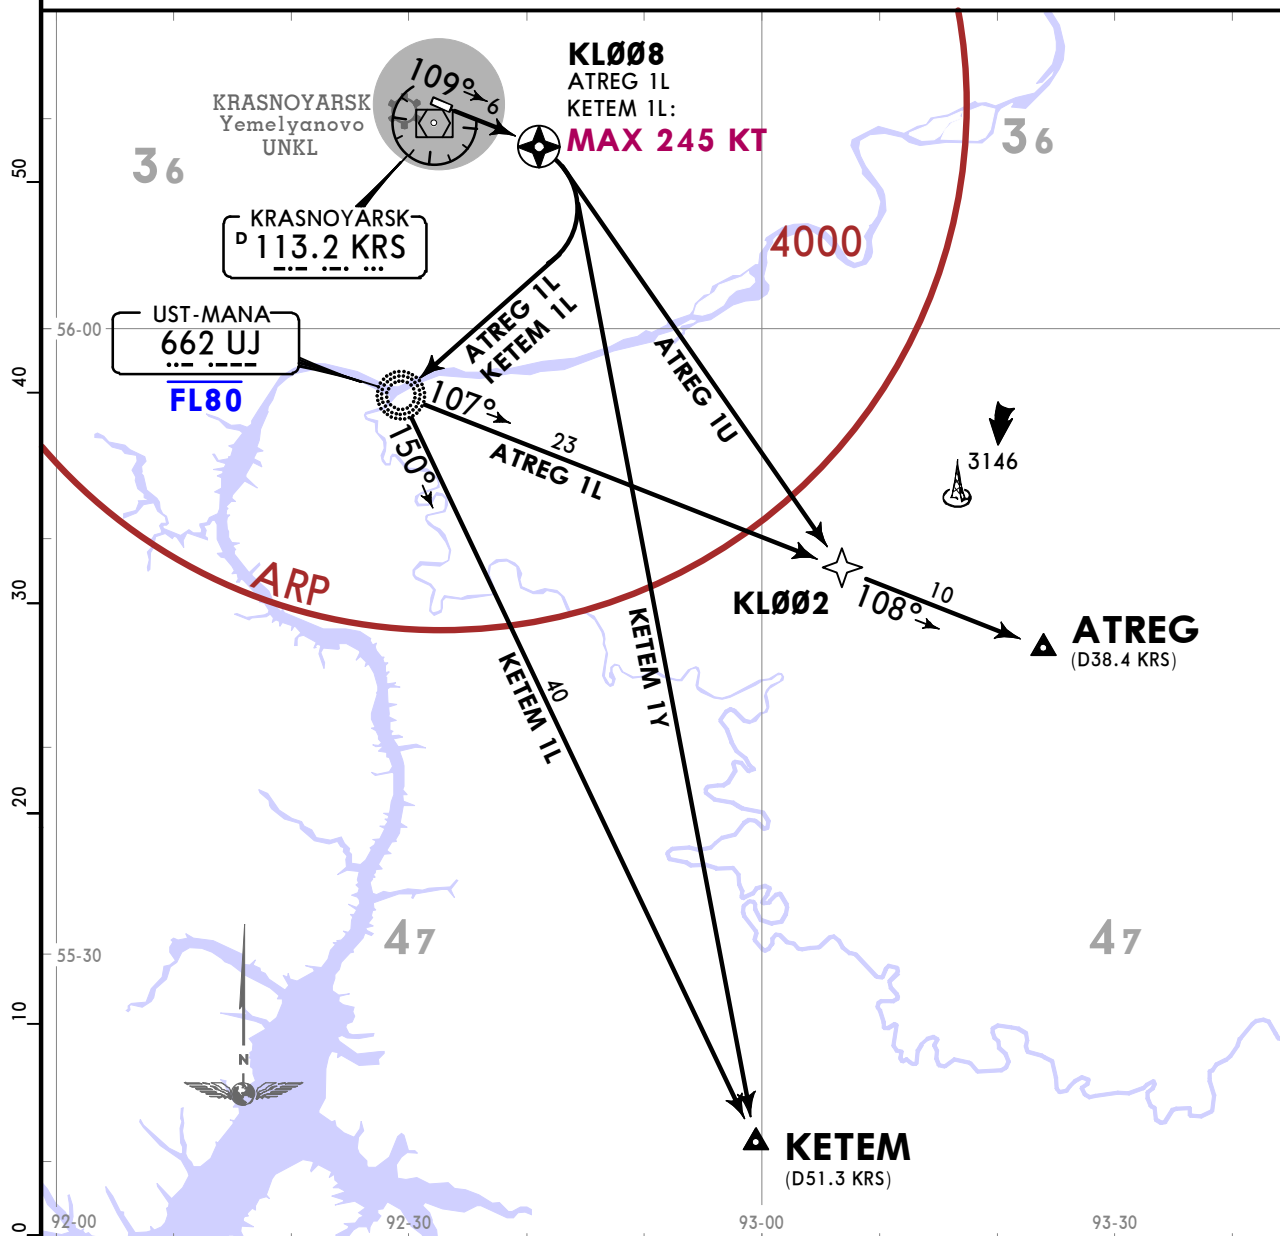 KLØØ8
ATREG 1L
KETEM 1L:
MAX 245 KT
109°
6
KRASNOYARSK
Yemelyanovo
UNKL
36
36
50
KRASNOYARSK
D 113.2 KRS
4000
UST-MANA
662 UJ
FL80
56-00
ATREG 1L
KETEM 1L
ATREG 1U
40
107°
23
ATREG 1L
150°
3146
ARP
30
KLØØ2
108°
10
ATREG
(D38.4 KRS)
KETEM 1L
40
KETEM 1Y
20
47
47
55-30
10
N
KETEM
(D51.3 KRS)
0
92-00
92-30
93-00
93-30